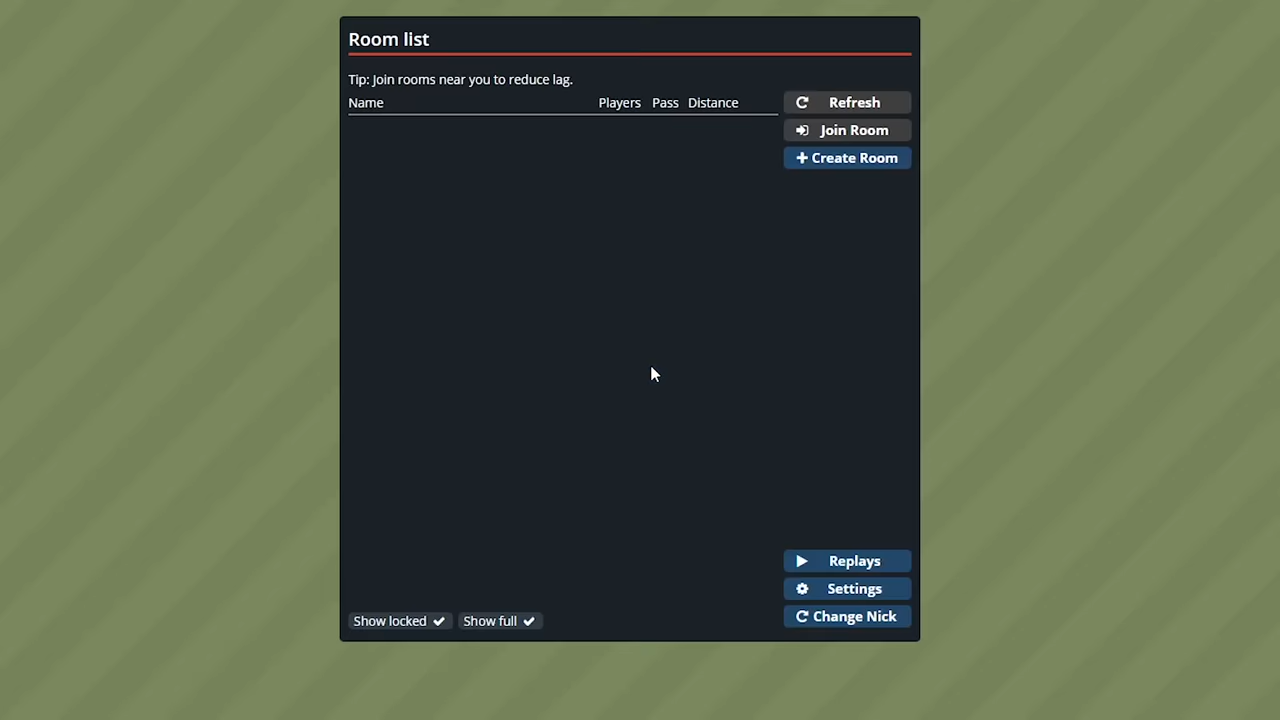 Room list
Tip: Join rooms near you to reduce lag.
Name Players Pass Distance
Refresh
Join Room
Create Room
Replays
Settings
Change Nick
Show locked Show full